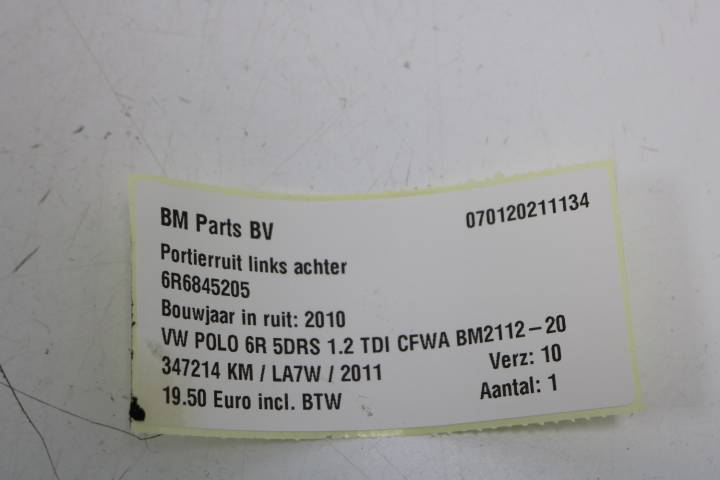 BM Parts BV 070120211134
Portierruit links achter
6R6845205
Bouwjaar in ruit: 2010
VW POLO 6R 5DRS 1.2 TDI CFWA BM2112-20
347214 KM / LA7W / 2011 Verz: 10
19.50 Euro incl. BTW Aantal: 1